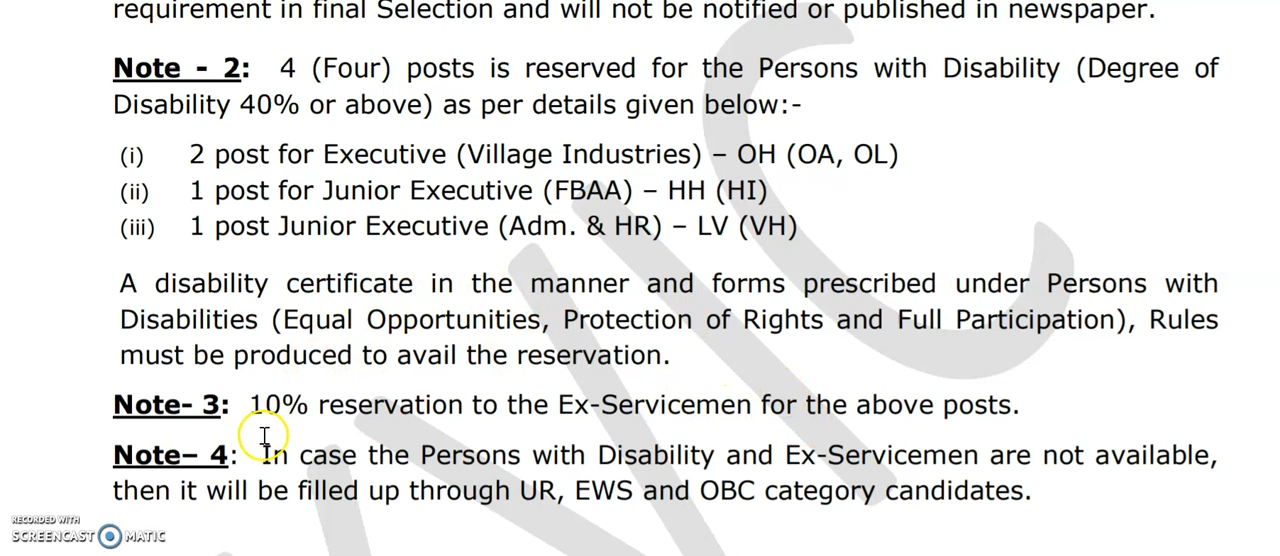 requirement in final Selection and will not be notified or published in newspaper.
Note - 2: 4 (Four) posts is reserved for the Persons with Disability (Degree of
Disability 40% or above) as per details given below:-
(i) 2 post for Executive (Village Industries) – OH (OA, OL)
(ii) 1 post for Junior Executive (FBAA) – HH (HI)
(iii) 1 post Junior Executive (Adm. & HR) – LV (VH)
A disability certificate in the manner and forms prescribed under Persons with
Disabilities (Equal Opportunities, Protection of Rights and Full Participation), Rules
must be produced to avail the reservation.
Note- 3: 10% reservation to the Ex-Servicemen for the above posts.
Note– 4: In case the Persons with Disability and Ex-Servicemen are not available,
then it will be filled up through UR, EWS and OBC category candidates.
RECORDED WITH
SCREENCAST MATIC